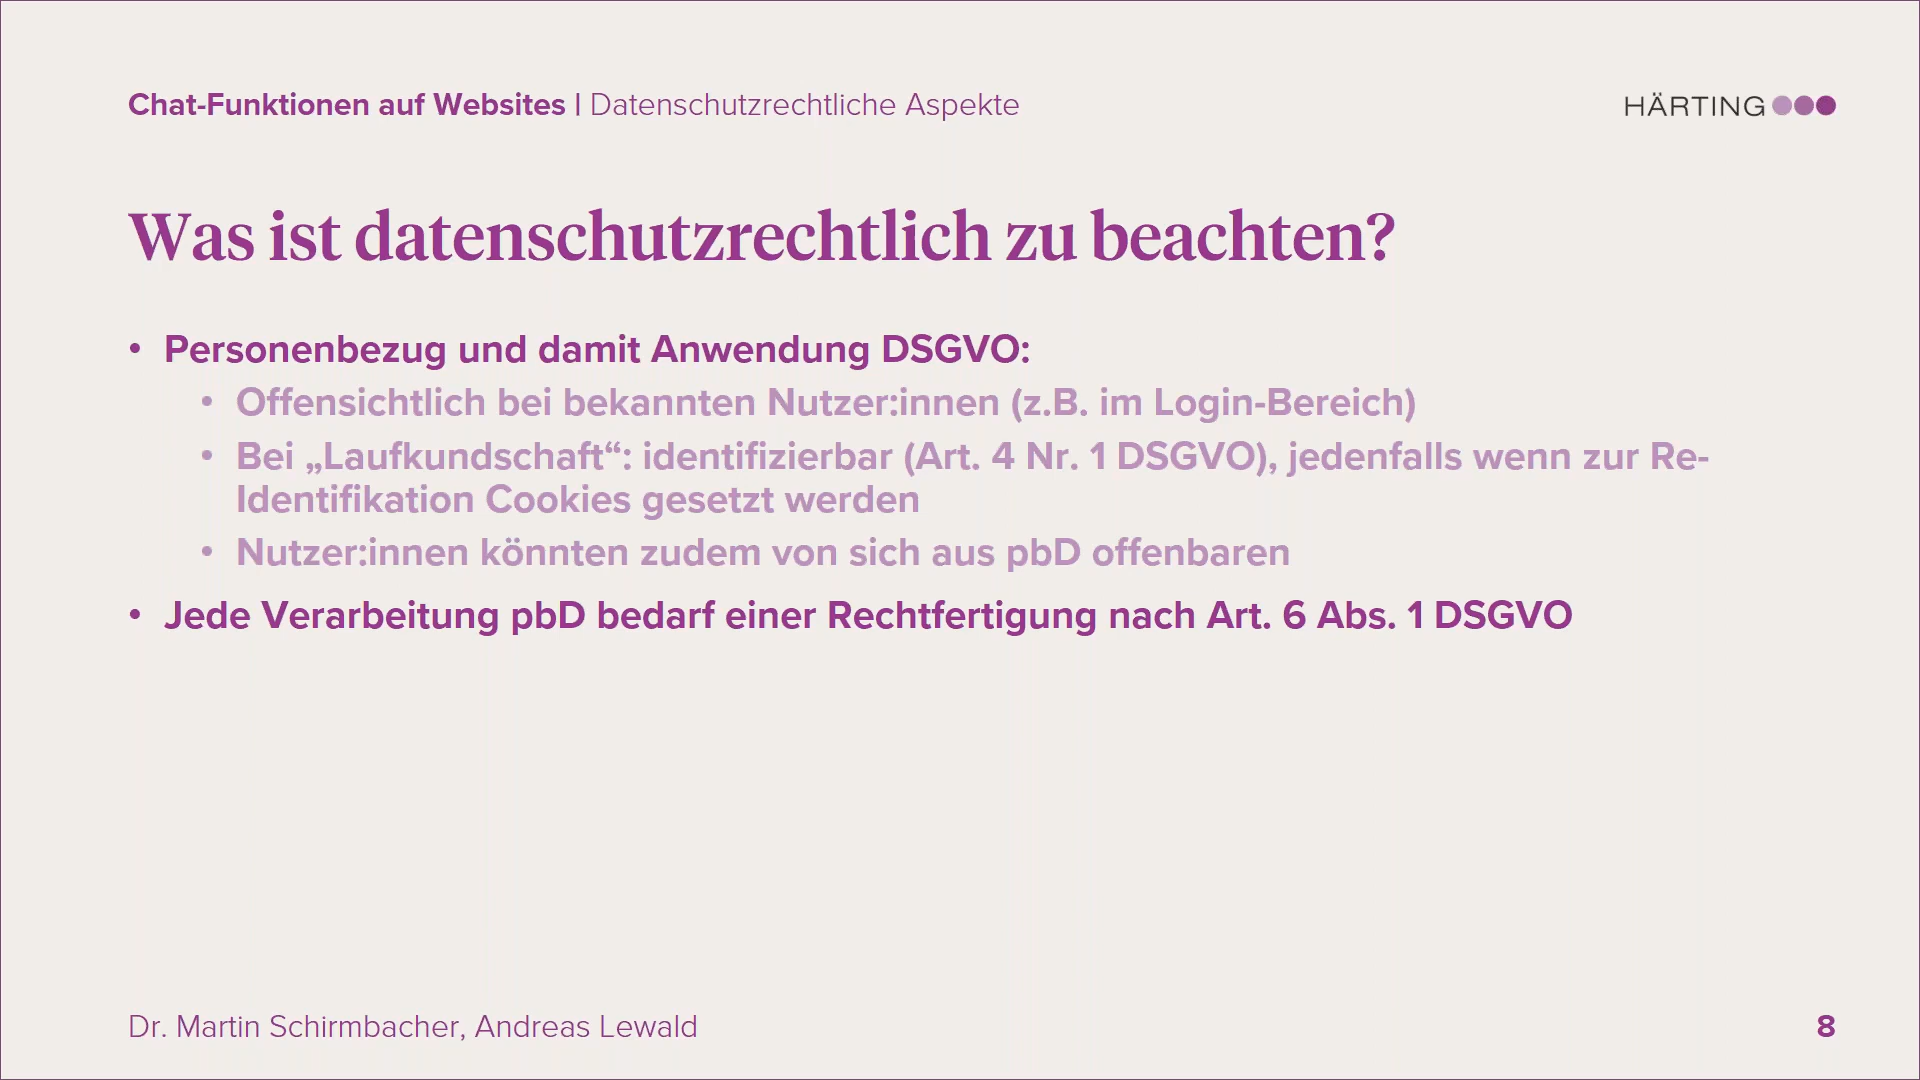 Chat-Funktionen auf Websites | Datenschutzrechtliche Aspekte
HÄRTING
Was ist datenschutzrechtlich zu beachten?
• Personenbezug und damit Anwendung DSGVO:
• Offensichtlich bei bekannten Nutzer:innen (z.B. im Login-Bereich)
• Bei „Laufkundschaft“: identifizierbar (Art. 4 Nr. 1 DSGVO), jedenfalls wenn zur Re-
Identifikation Cookies gesetzt werden
• Nutzer:innen könnten zudem von sich aus pbD offenbaren
• Jede Verarbeitung pbD bedarf einer Rechtfertigung nach Art. 6 Abs. 1 DSGVO
Dr. Martin Schirmbacher, Andreas Lewald
8